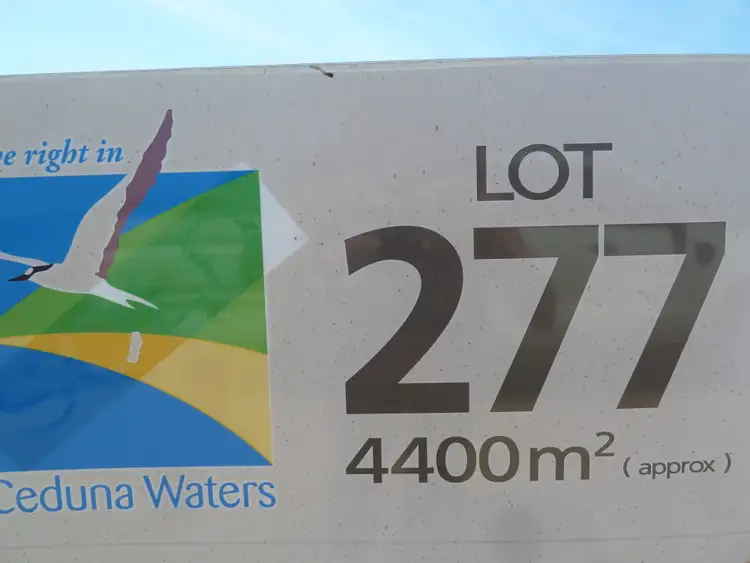 right in
LOT
277
4400m² (approx)
Ceduna Waters